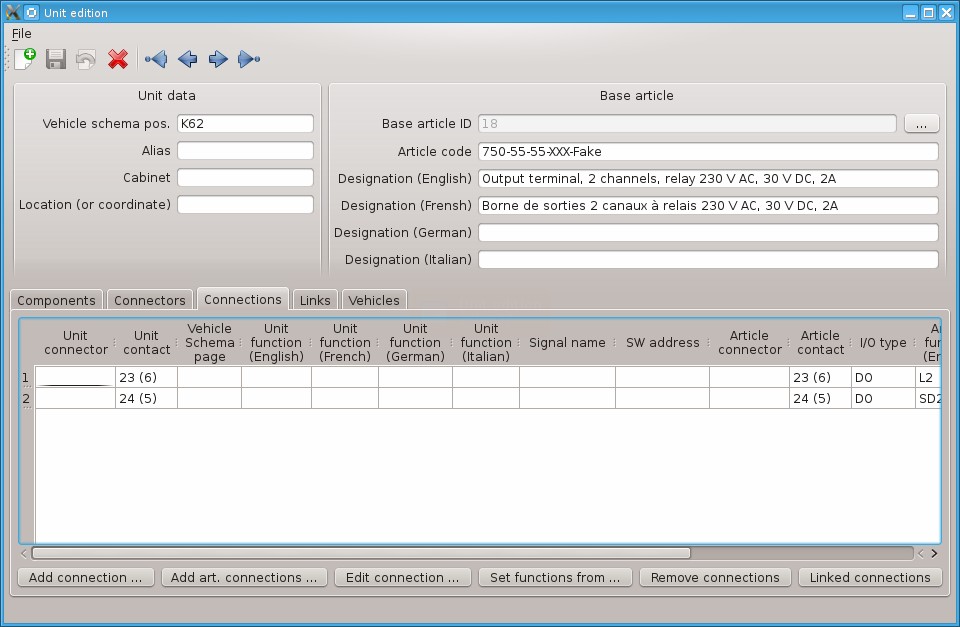 Unit edition
File
Unit data
Vehicle schema pos. K62
Alias
Cabinet
Location (or coordinate)
Base article
Base article ID 18 ...
Article code 750-55-55-XXX-Fake
Designation (English) Output terminal, 2 channels, relay 230 V AC, 30 V DC, 2A
Designation (Frensh) Borne de sorties 2 canaux à relais 230 V AC, 30 V DC, 2A
Designation (German)
Designation (Italian)
Components Connectors Connections Links Vehicles
Unit connector Unit contact Vehicle Schema page Unit function (English) Unit function (French) Unit function (German) Unit function (Italian) Signal name SW address Article connector Article contact I/O type
1 23 (6) 23 (6) DO L2
2 24 (5) 24 (5) DO SD2
Add connection ... Add art. connections ... Edit connection ... Set functions from ... Remove connections Linked connections